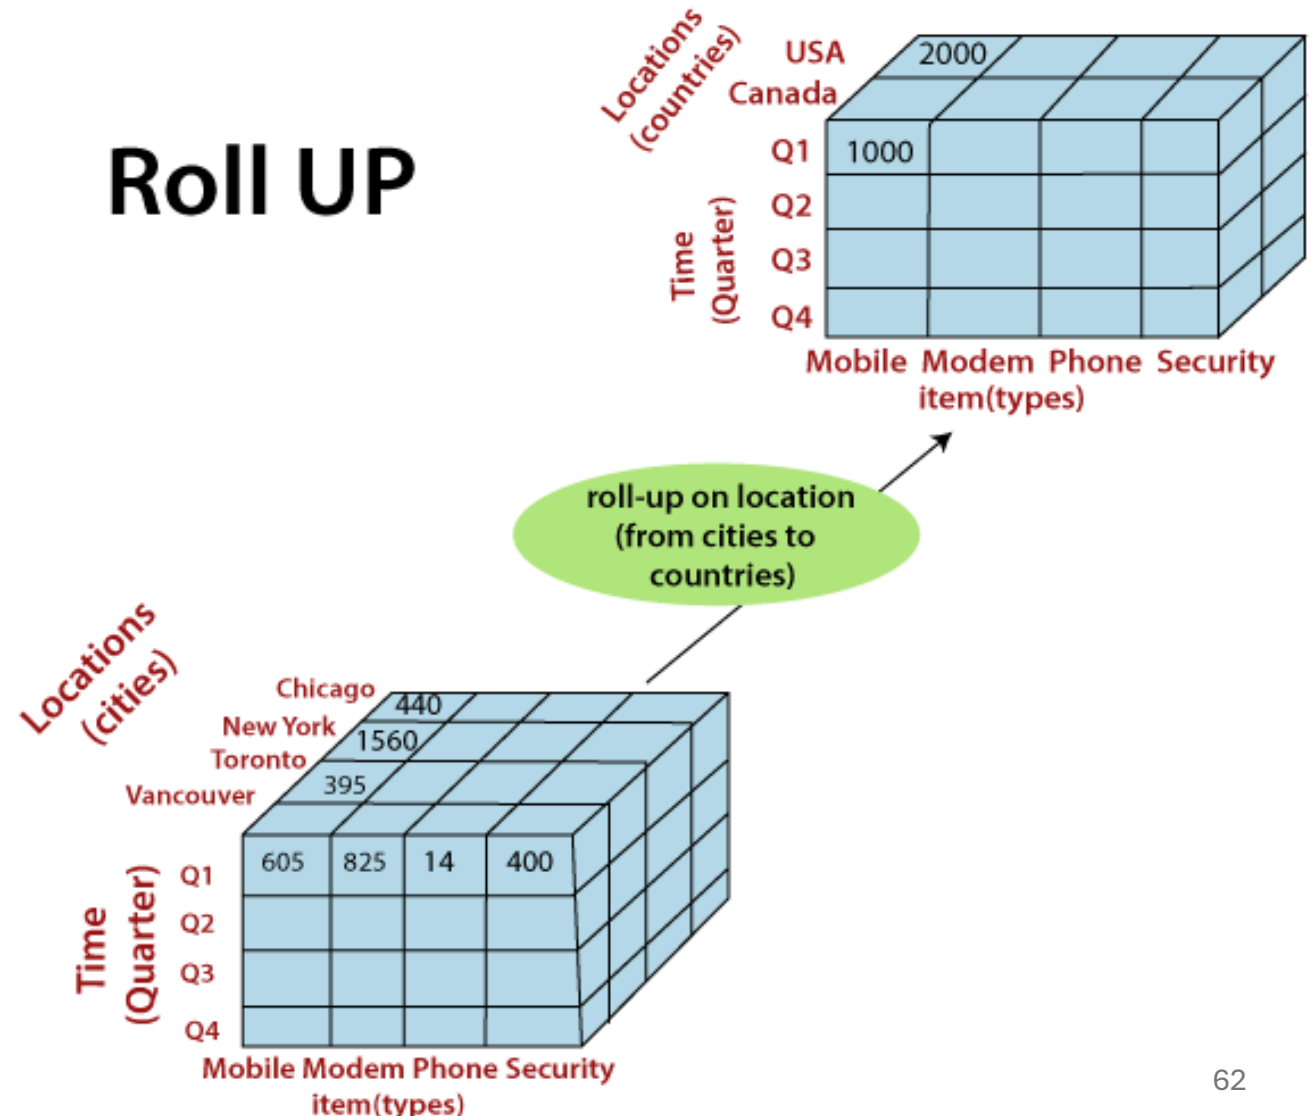 Roll UP
Locations
(countries)
USA
Canada
2000
Q1
1000
Q2
Q3
Q4
Time
(Quarter)
Mobile Modem Phone Security
item(types)
roll-up on location
(from cities to
countries)
Locations
(cities)
Chicago
440
New York
1560
Toronto
395
Vancouver
605 825 14 400
Q1
Q2
Q3
Q4
Time
(Quarter)
Mobile Modem Phone Security
item(types)
62